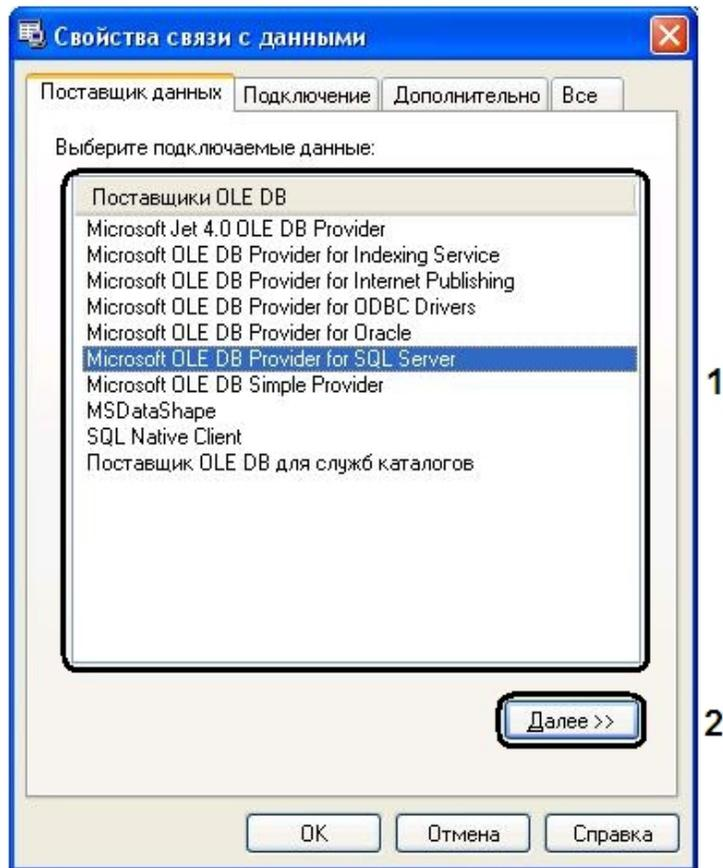 Свойства связи с данными
Поставщик данных Подключение Дополнительно Все
Выберите подключаемые данные:
Поставщики OLE DB
Microsoft Jet 4.0 OLE DB Provider
Microsoft OLE DB Provider for Indexing Service
Microsoft OLE DB Provider for Internet Publishing
Microsoft OLE DB Provider for ODBC Drivers
Microsoft OLE DB Provider for Oracle
Microsoft OLE DB Provider for SQL Server
1
Microsoft OLE DB Simple Provider
MSDataShape
SQL Native Client
Поставщик OLE DB для служб каталогов
Далее >>
2
OK Отмена Справка